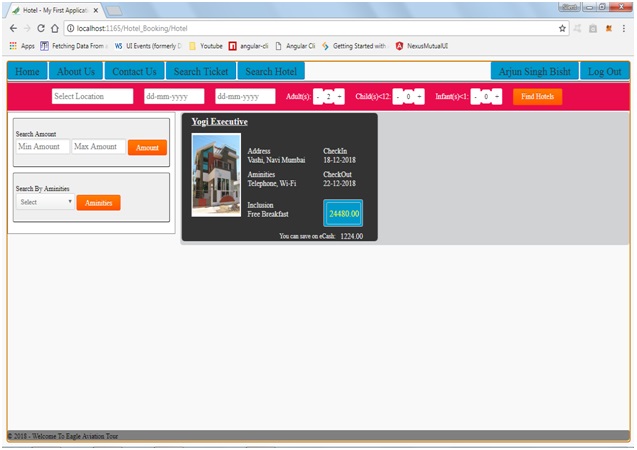 Hotel - My First Applicati
localhost:1165/Hotel_Booking/Hotel
Apps Fetching Data From UI Events (formerly D Youtube angular-cli Angular Cli Getting Started with NexusMutualUI
Home About Us Contact Us Search Ticket Search Hotel Arjun Singh Bisht Log Out
Select Location dd-mm-yyyy dd-mm-yyyy Adult(s): - 2 + Child(s)<12: - 0 + Infant(s)<1: - 0 + Find Hotels
Search Amount
Min Amount Max Amount Amount
Search By Aminities
Select Aminities
Yogi Executive
Address CheckIn
Vashi, Navi Mumbai 18-12-2018
Aminities CheckOut
Telephone, Wi-Fi 22-12-2018
Inclusion
Free Breakfast 24480.00
You can save on eCash: 1224.00
© 2018 - Welcome To Eagle Aviation Tour